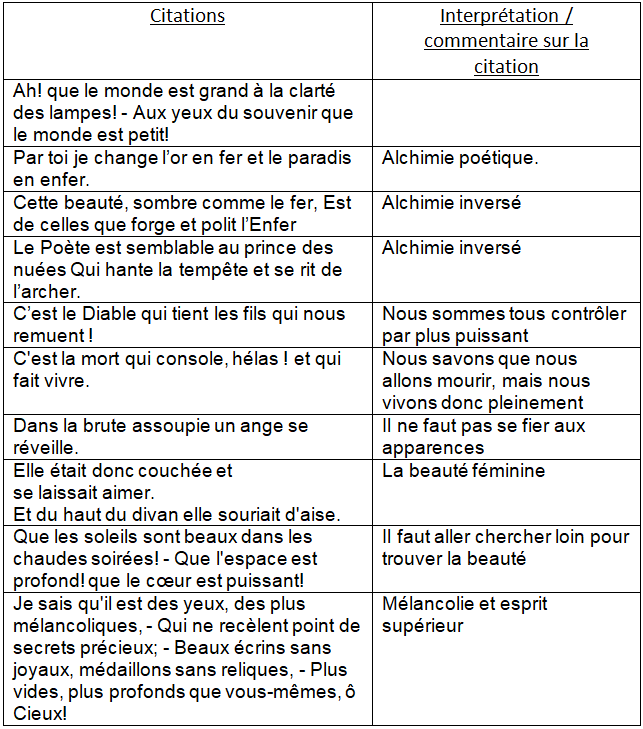 Citations
Interprétation /
commentaire sur la
citation
Ah! que le monde est grand à la clarté
des lampes! - Aux yeux du souvenir que
le monde est petit!
Par toi je change l’or en fer et le paradis
en enfer.
Alchimie poétique.
Cette beauté, sombre comme le fer, Est
de celles que forge et polit l’Enfer
Alchimie inversé
Le Poète est semblable au prince des
nuées Qui hante la tempête et se rit de
l’archer.
Alchimie inversé
C’est le Diable qui tient les fils qui nous
remuent !
Nous sommes tous contrôler
par plus puissant
C'est la mort qui console, hélas ! et qui
fait vivre.
Nous savons que nous
allons mourir, mais nous
vivons donc pleinement
Dans la brute assoupie un ange se
réveille.
Il ne faut pas se fier aux
apparences
Elle était donc couchée et
se laissait aimer.
Et du haut du divan elle souriait d'aise.
La beauté féminine
Que les soleils sont beaux dans les
chaudes soirées! - Que l'espace est
profond! que le cœur est puissant!
Il faut aller chercher loin pour
trouver la beauté
Je sais qu'il est des yeux, des plus
mélancoliques, - Qui ne recèlent point de
secrets précieux; - Beaux écrins sans
joyaux, médaillons sans reliques, - Plus
vides, plus profonds que vous-mêmes, ô
Cieux!
Mélancolie et esprit
supérieur